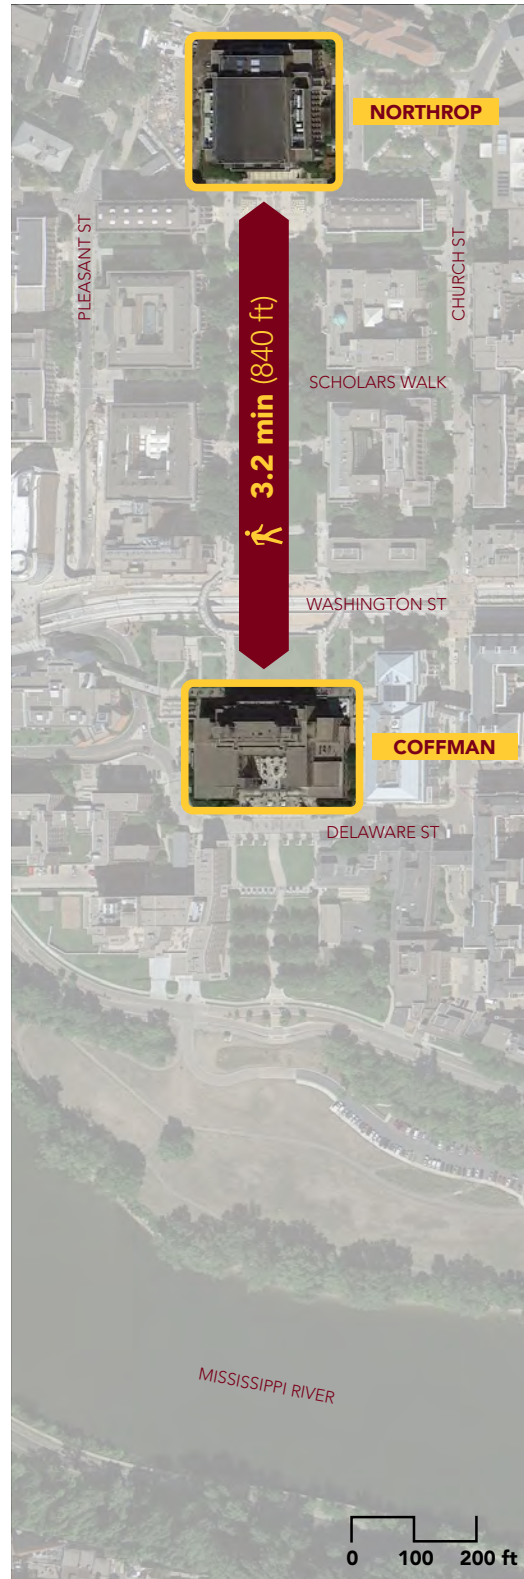 NORTHROP
PLEASANT ST
CHURCH ST
3.2 min (840 ft)
SCHOLARS WALK
WASHINGTON ST
COFFMAN
DELAWARE ST
MISSISSIPPI RIVER
0 100 200 ft